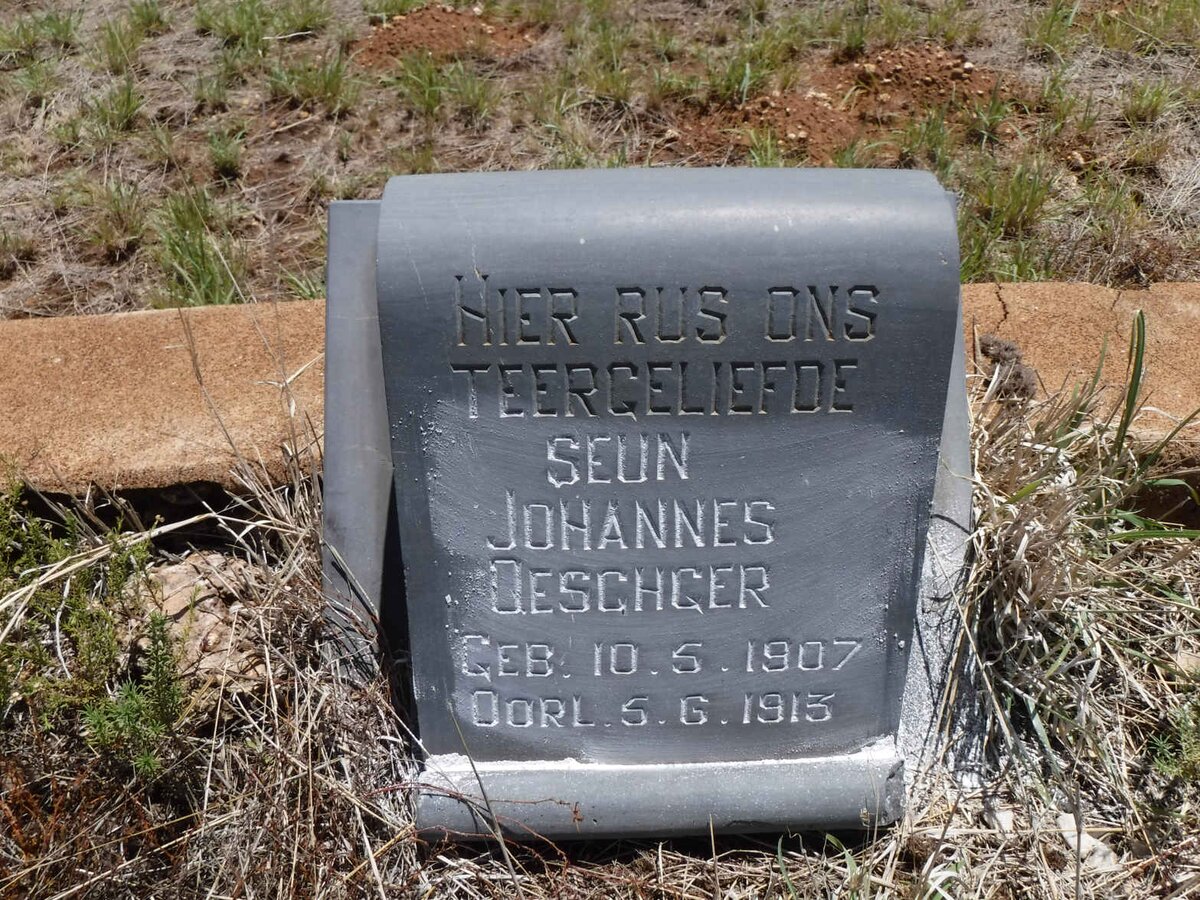 HIER RUS ONS
TEERGELIEFDE
SEUN
JOHANNES
OESCHGER
GEB. 10.5.1907
OORL. 5.6.1913